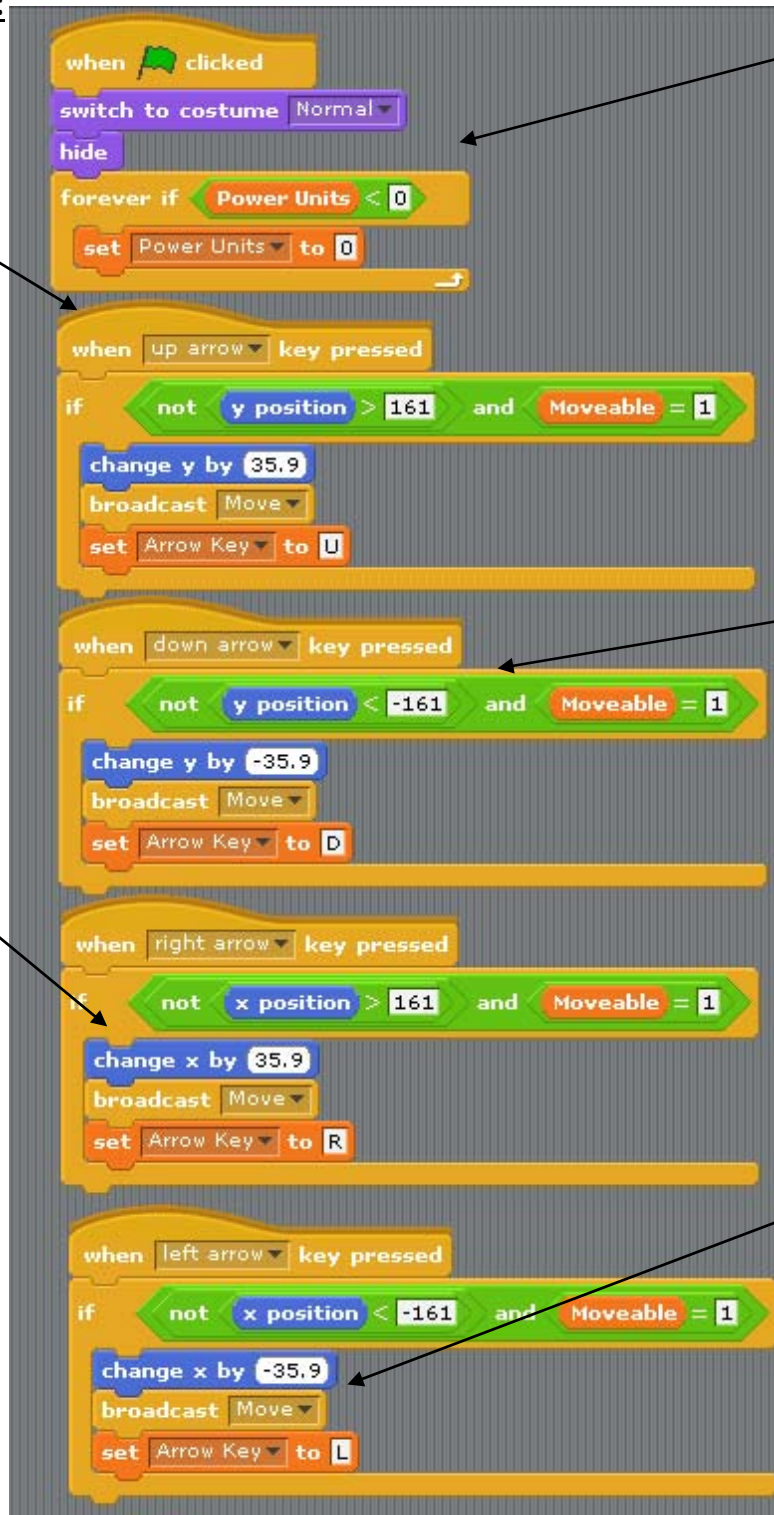 :
when clicked
switch to costume Normal
hide
forever if Power Units < 0
set Power Units to 0
when up arrow key pressed
if not y position > 161 and Moveable = 1
change y by 35.9
broadcast Move
set Arrow Key to U
when down arrow key pressed
if not y position < -161 and Moveable = 1
change y by -35.9
broadcast Move
set Arrow Key to D
when right arrow key pressed
if not x position > 161 and Moveable = 1
change x by 35.9
broadcast Move
set Arrow Key to R
when left arrow key pressed
if not x position < -161 and Moveable = 1
change x by -35.9
broadcast Move
set Arrow Key to L